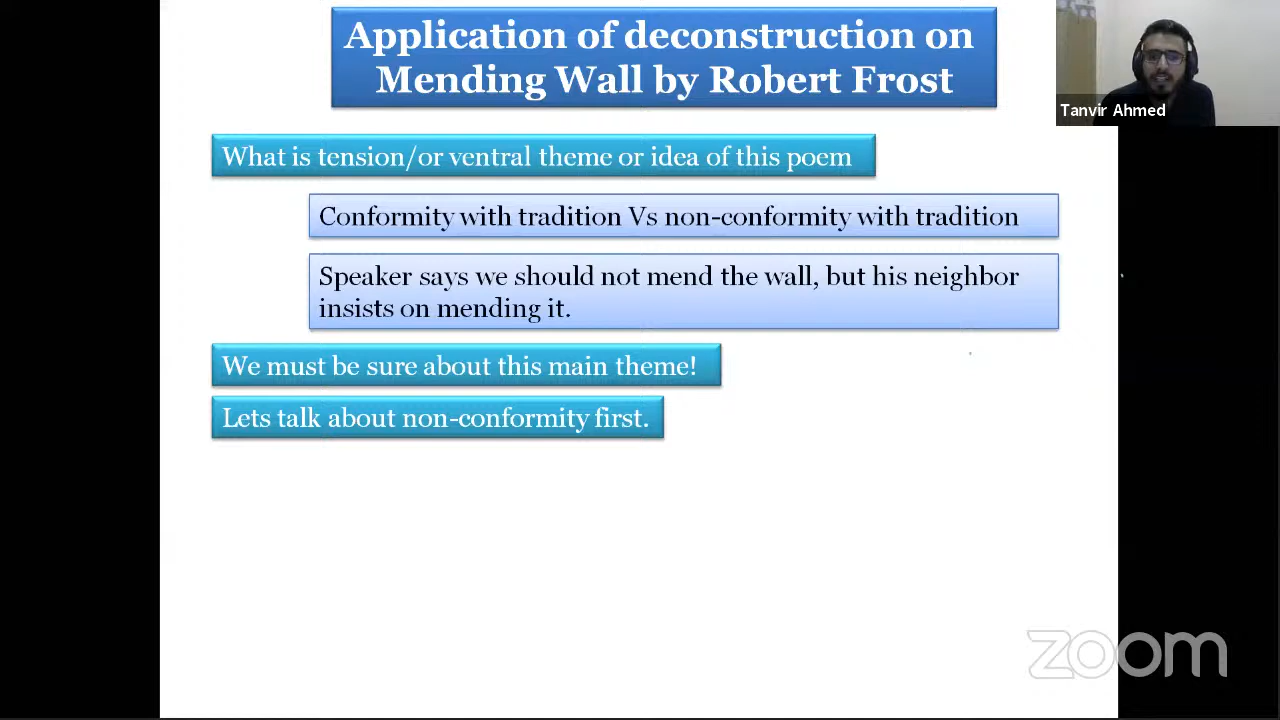 Application of deconstruction on
Mending Wall by Robert Frost
Tanvir Ahmed
What is tension/or ventral theme or idea of this poem
Conformity with tradition Vs non-conformity with tradition
Speaker says we should not mend the wall, but his neighbor
insists on mending it.
We must be sure about this main theme!
Lets talk about non-conformity first.
zoom